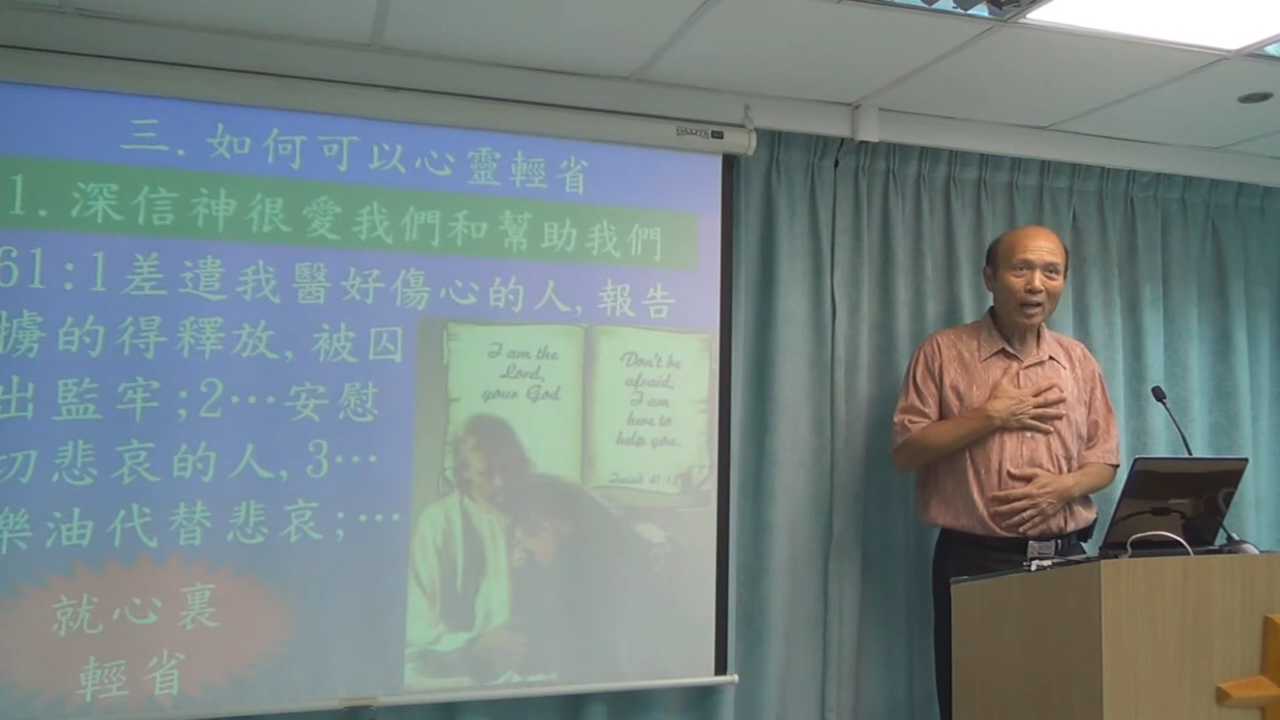 三.如何可以心靈輕省
1.深信神很愛我們和幫助我們
61:1差遣我醫好傷心的人,報告
擄的得釋放,被囚
出監牢;2…安慰
切悲哀的人,3…
樂油代替悲哀;…
就心裏
輕省
I am the
Lord,
your God
Don't be
afraid;
I am
here to
help you.